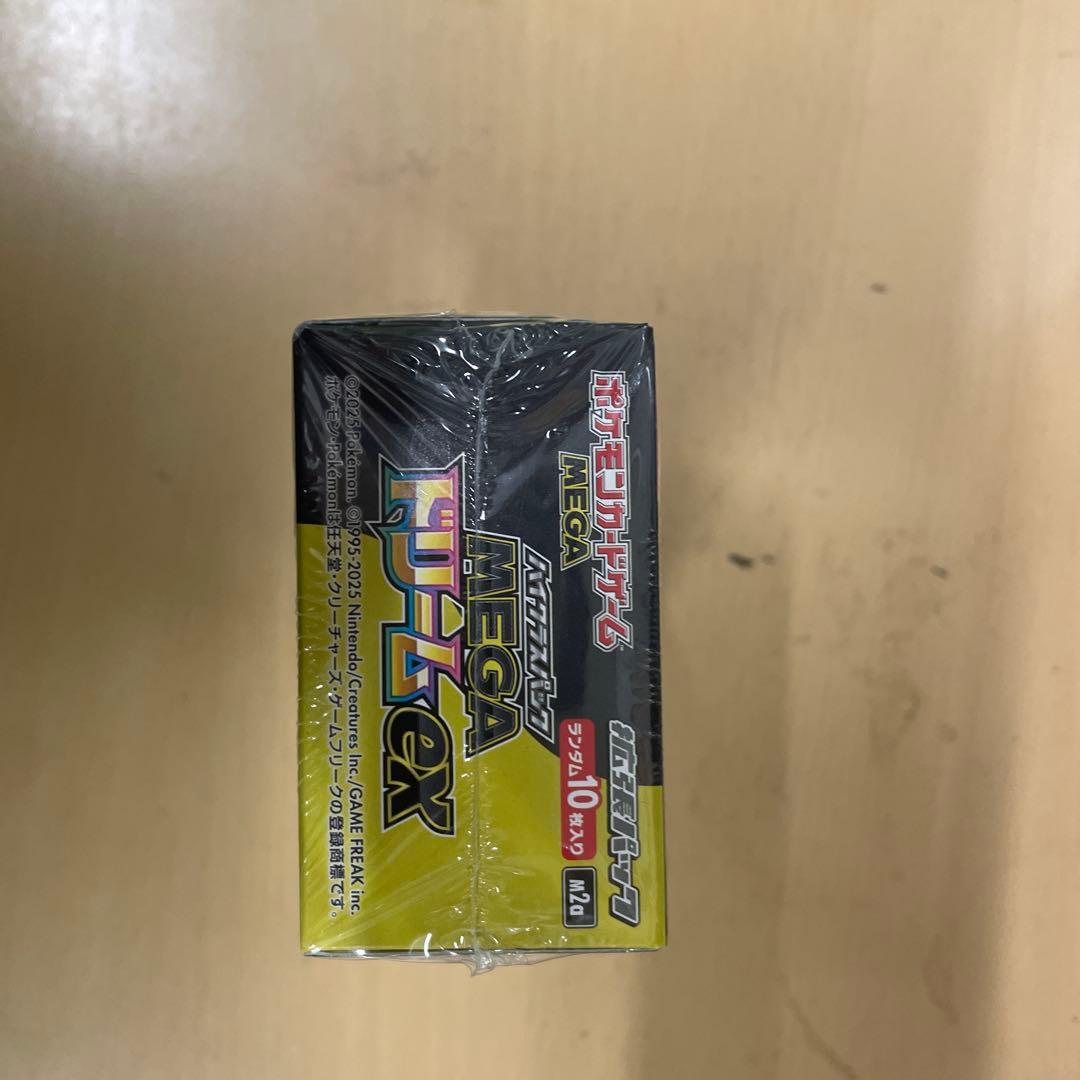 ポケモンカードゲーム
MEGA
拡張パック
ハイクラスパック
MEGA
ドリームex
ランダム10枚入り
M2a
©2025 Pokémon. ©1995-2025 Nintendo/Creatures Inc./GAME FREAK inc.
ポケモン・Pokémonは任天堂・クリーチャーズ・ゲームフリークの登録商標です。